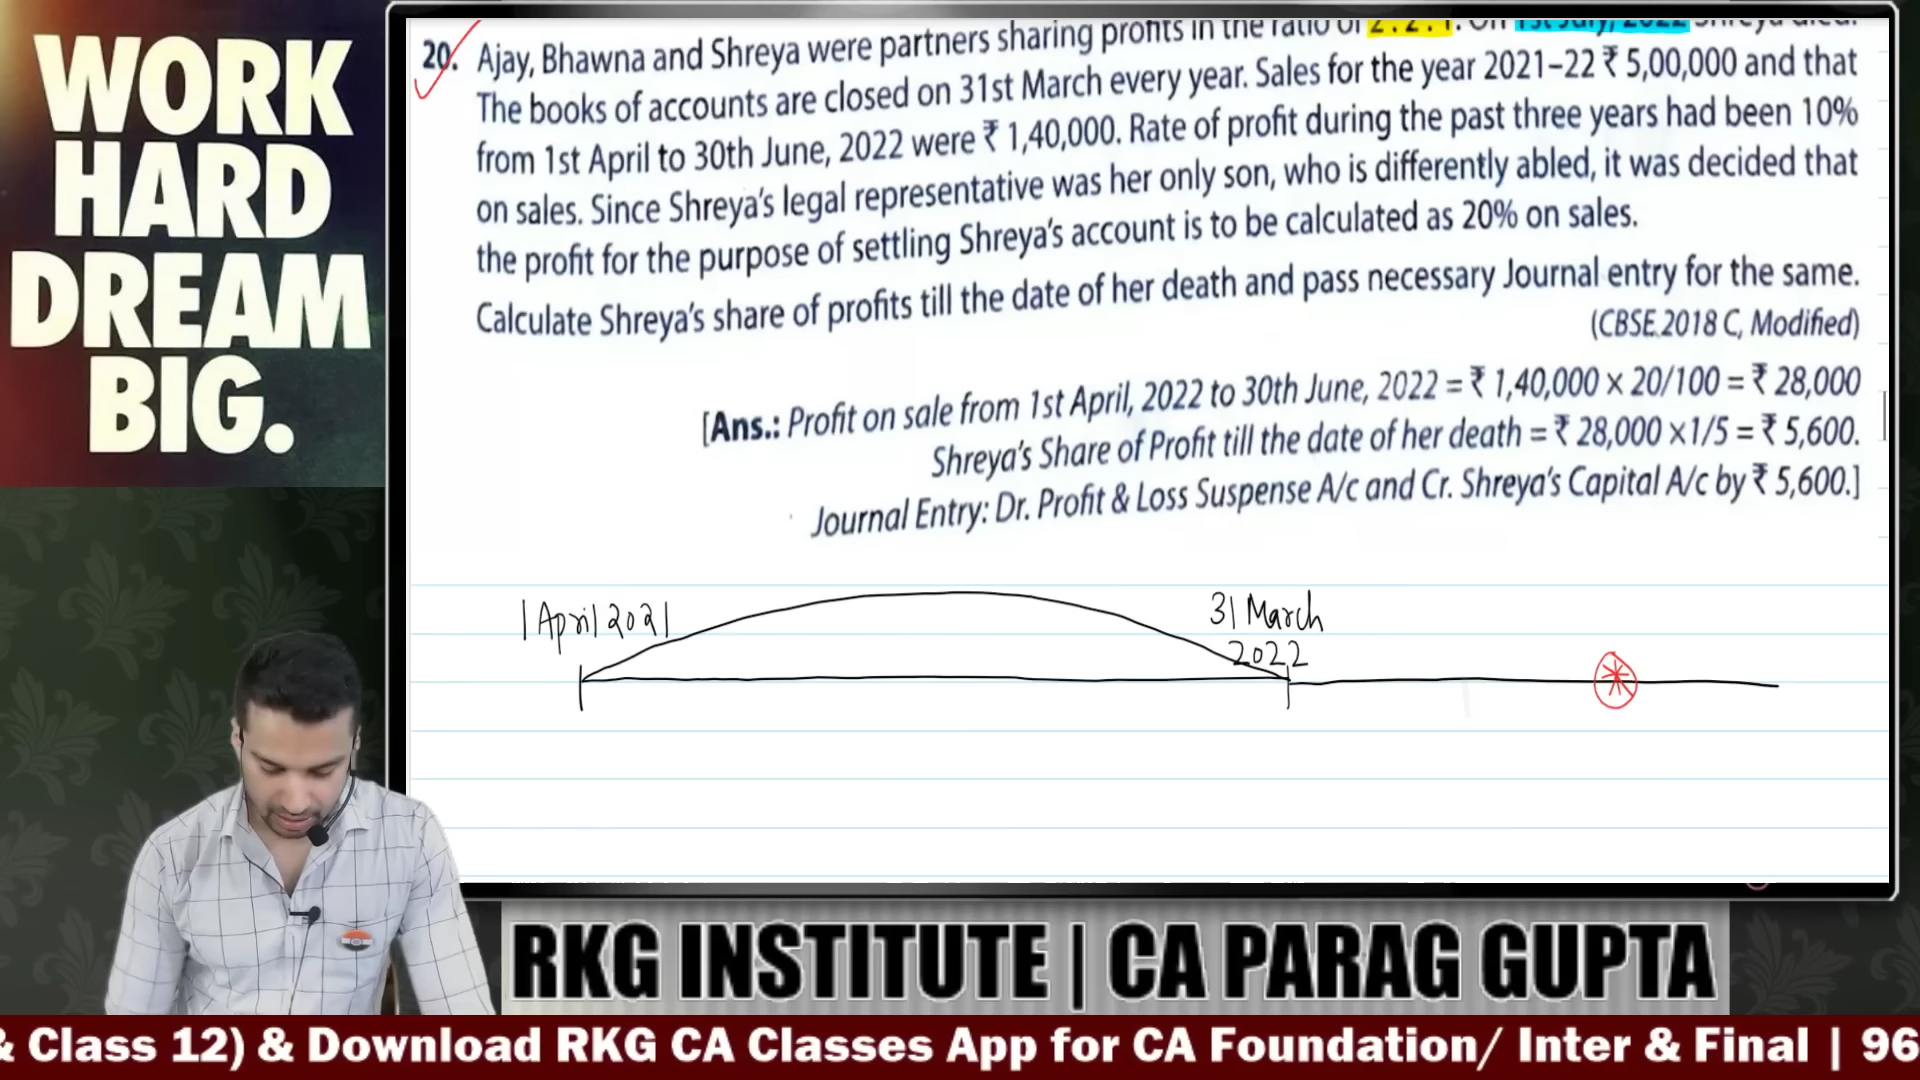 WORK
HARD
DREAM
BIG.
20. Ajay, Bhawna and Shreya were partners sharing profits in the ratio of 2 : 2 : 1. On 1st July, 2022 Shreya died.
The books of accounts are closed on 31st March every year. Sales for the year 2021–22 ₹ 5,00,000 and that
from 1st April to 30th June, 2022 were ₹ 1,40,000. Rate of profit during the past three years had been 10%
on sales. Since Shreya's legal representative was her only son, who is differently abled, it was decided that
the profit for the purpose of settling Shreya's account is to be calculated as 20% on sales.
Calculate Shreya's share of profits till the date of her death and pass necessary Journal entry for the same.
(CBSE 2018 C, Modified)
[Ans.: Profit on sale from 1st April, 2022 to 30th June, 2022 = ₹ 1,40,000 × 20/100 = ₹ 28,000
Shreya's Share of Profit till the date of her death = ₹ 28,000 ×1/5 = ₹ 5,600.
Journal Entry: Dr. Profit & Loss Suspense A/c and Cr. Shreya's Capital A/c by ₹ 5,600.]
1 April 2021
31 March
2022
RKG INSTITUTE | CA PARAG GUPTA
& Class 12) & Download RKG CA Classes App for CA Foundation/ Inter & Final | 96